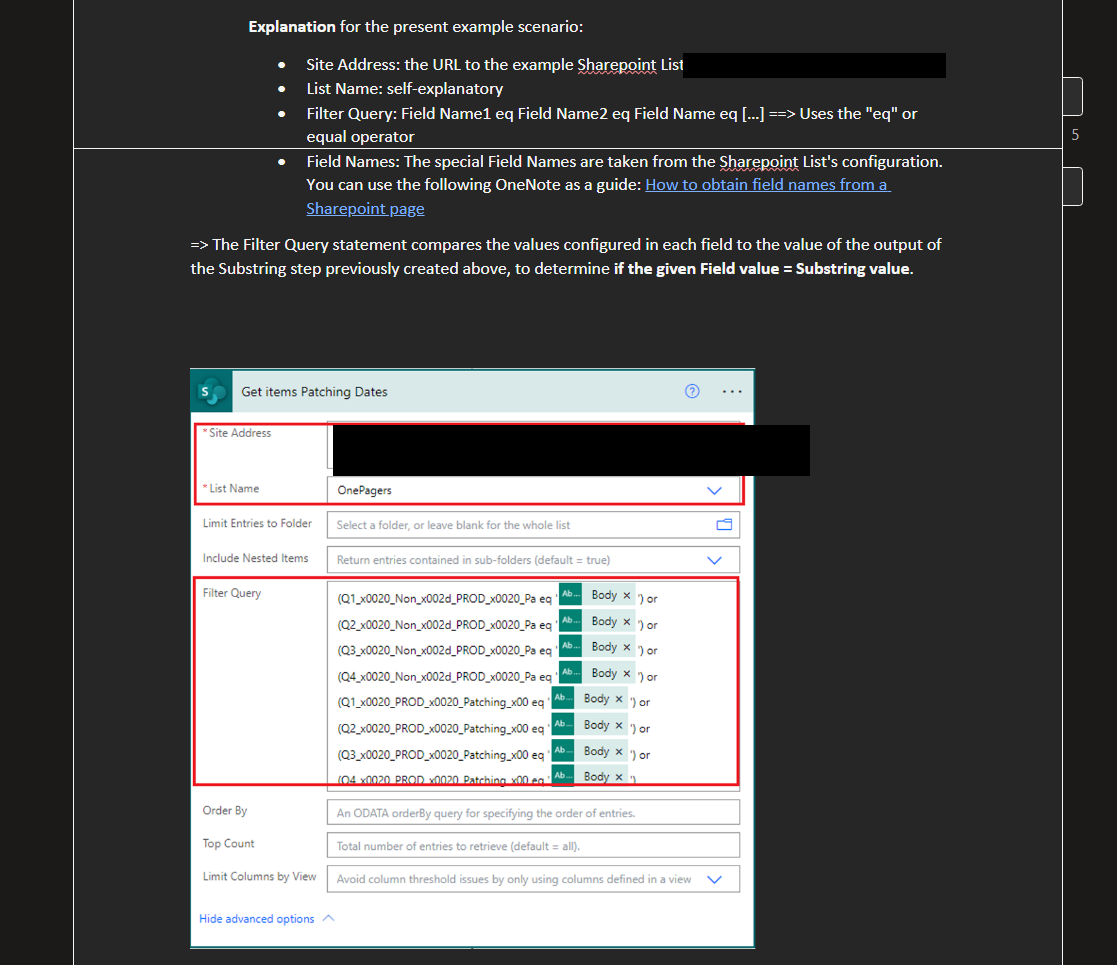 Explanation for the present example scenario:
• Site Address: the URL to the example Sharepoint List
• List Name: self-explanatory
• Filter Query: Field Name1 eq Field Name2 eq Field Name eq [...] ==> Uses the "eq" or
equal operator
5
• Field Names: The special Field Names are taken from the Sharepoint List's configuration.
You can use the following OneNote as a guide: How to obtain field names from a
Sharepoint page
=> The Filter Query statement compares the values configured in each field to the value of the output of
the Substring step previously created above, to determine if the given Field value = Substring value.
S Get items Patching Dates ? ...
* Site Address
* List Name OnePagers
Limit Entries to Folder Select a folder, or leave blank for the whole list
Include Nested Items Return entries contained in sub-folders (default = true)
Filter Query (Q1_x0020_Non_x002d_PROD_x0020_Pa eq ' Ab... Body × ') or
(Q2_x0020_Non_x002d_PROD_x0020_Pa eq ' Ab... Body × ') or
(Q3_x0020_Non_x002d_PROD_x0020_Pa eq ' Ab... Body × ') or
(Q4_x0020_Non_x002d_PROD_x0020_Pa eq ' Ab... Body × ') or
(Q1_x0020_PROD_x0020_Patching_x00 eq ' Ab... Body × ') or
(Q2_x0020_PROD_x0020_Patching_x00 eq ' Ab... Body × ') or
(Q3_x0020_PROD_x0020_Patching_x00 eq ' Ab... Body × ') or
(Q4_x0020_PROD_x0020_Patching_x00 eq ' Ab... Body × ')
Order By An ODATA orderBy query for specifying the order of entries.
Top Count Total number of entries to retrieve (default = all).
Limit Columns by View Avoid column threshold issues by only using columns defined in a view
Hide advanced options